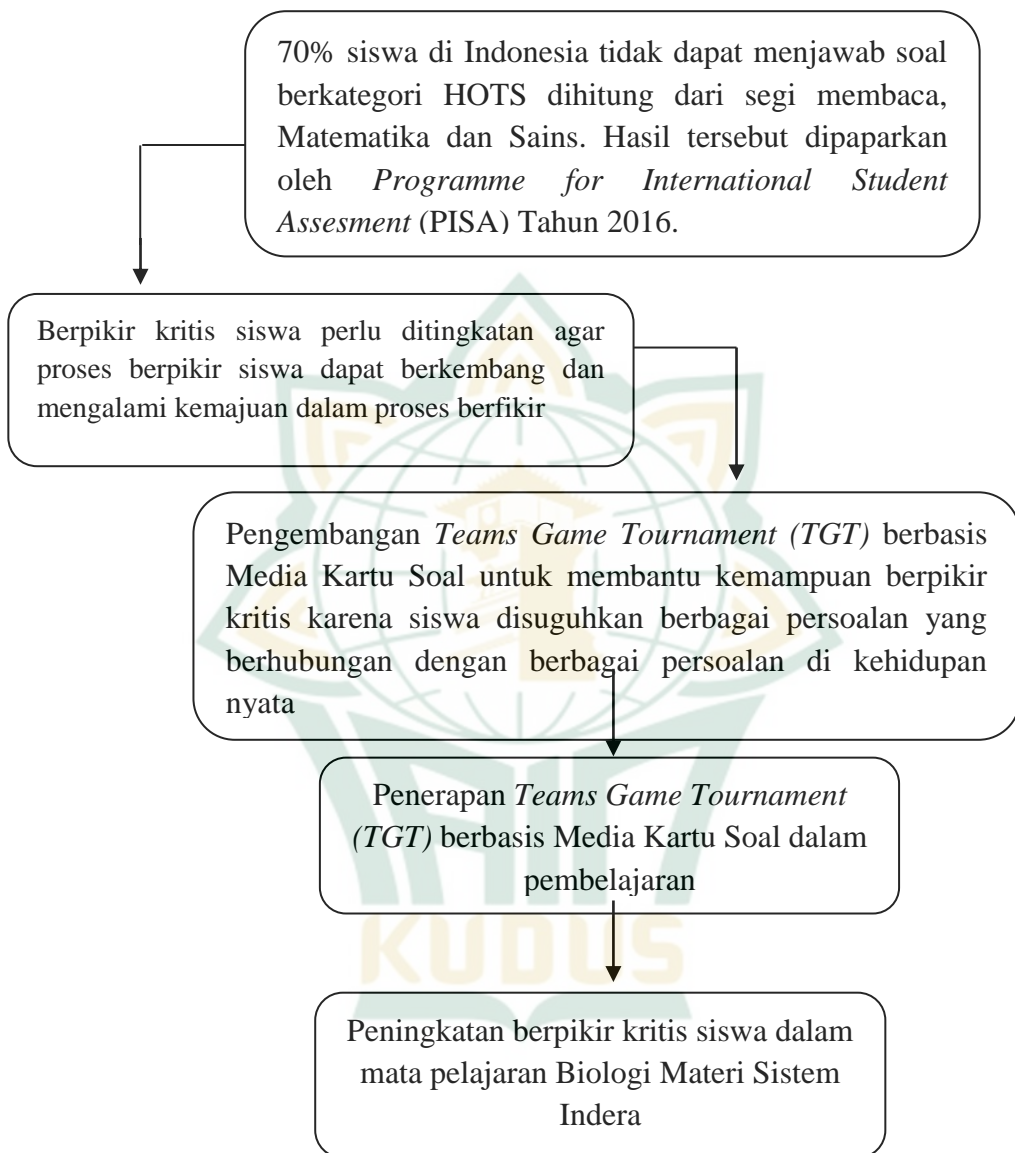 70% siswa di Indonesia tidak dapat menjawab soal
berkategori HOTS dihitung dari segi membaca,
Matematika dan Sains. Hasil tersebut dipaparkan
oleh Programme for International Student
Assesment (PISA) Tahun 2016.
Berpikir kritis siswa perlu ditingkatan agar
proses berpikir siswa dapat berkembang dan
mengalami kemajuan dalam proses berfikir
Pengembangan Teams Game Tournament (TGT) berbasis
Media Kartu Soal untuk membantu kemampuan berpikir
kritis karena siswa disuguhkan berbagai persoalan yang
berhubungan dengan berbagai persoalan di kehidupan
nyata
Penerapan Teams Game Tournament
(TGT) berbasis Media Kartu Soal dalam
pembelajaran
KUDUS
Peningkatan berpikir kritis siswa dalam
mata pelajaran Biologi Materi Sistem
Indera